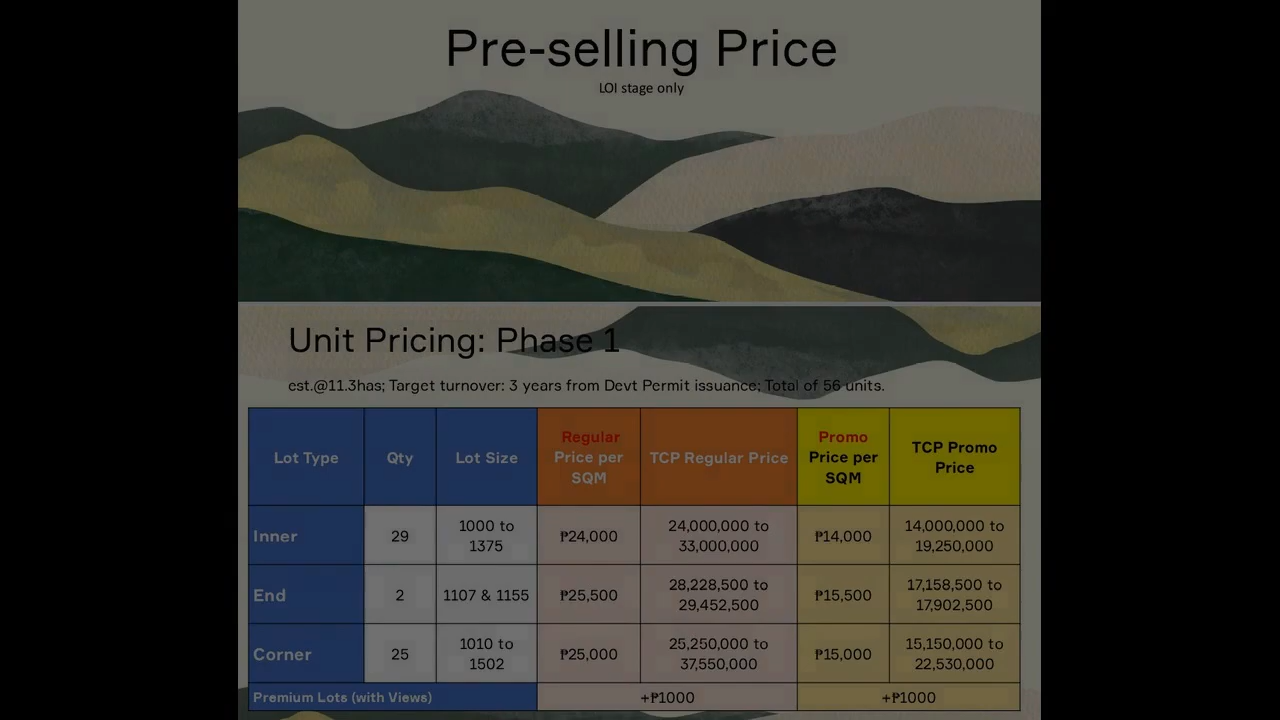 Pre-selling Price
LOI stage only
Unit Pricing: Phase 1
est.@11.3has; Target turnover: 3 years from Devt Permit issuance; Total of 56 units.
Lot Type Qty Lot Size Regular Price per SQM TCP Regular Price Promo Price per SQM TCP Promo Price
Inner 29 1000 to 1375 ₱24,000 24,000,000 to 33,000,000 ₱14,000 14,000,000 to 19,250,000
End 2 1107 & 1155 ₱25,500 28,228,500 to 29,452,500 ₱15,500 17,158,500 to 17,902,500
Corner 25 1010 to 1502 ₱25,000 25,250,000 to 37,550,000 ₱15,000 15,150,000 to 22,530,000
Premium Lots (with Views) +₱1000 +₱1000